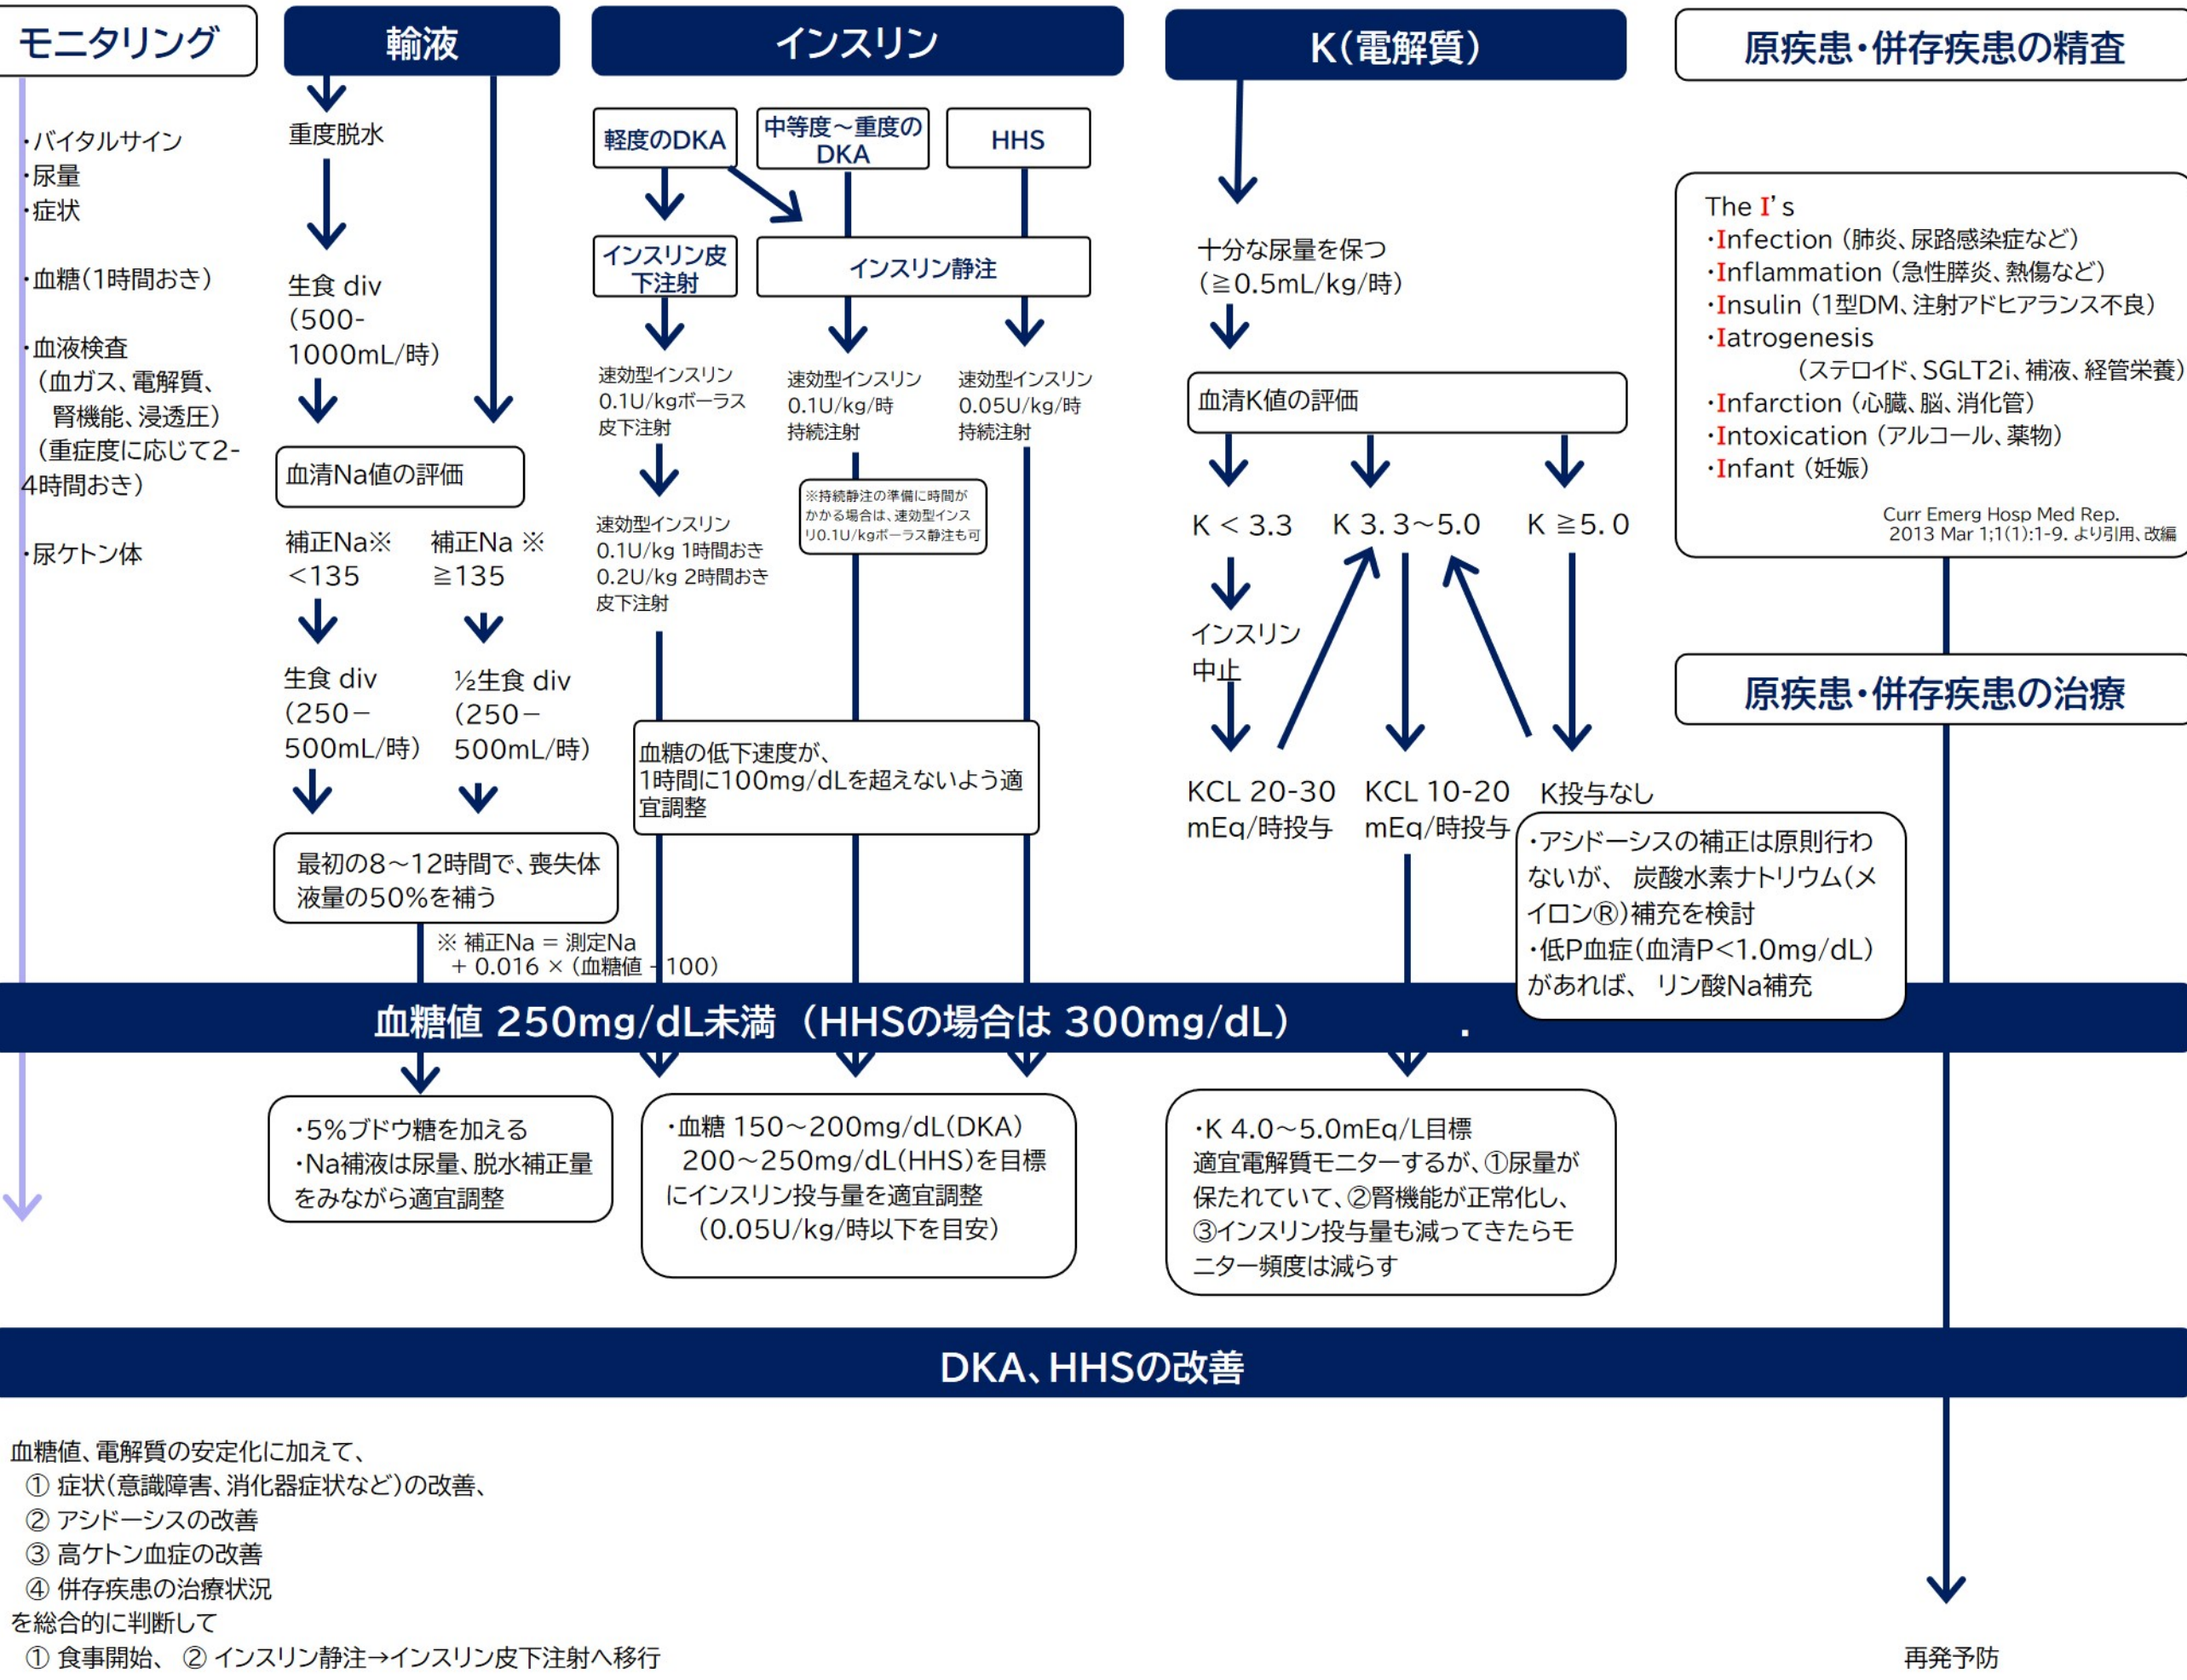 モニタリング
・バイタルサイン
・尿量
・症状
・血糖(1時間おき)
・血液検査
(血ガス、電解質、
腎機能、浸透圧)
(重症度に応じて2-
4時間おき)
・尿ケトン体
輸液
重度脱水
生食 div
(500-
1000mL/時)
血清Na値の評価
補正Na※
<135
補正Na ※
≧135
生食 div
(250-
500mL/時)
½生食 div
(250-
500mL/時)
最初の8~12時間で、喪失体
液量の50%を補う
※ 補正Na = 測定Na
+ 0.016 × (血糖値 - 100)
インスリン
軽度のDKA
中等度~重度の
DKA
HHS
インスリン皮
下注射
インスリン静注
速効型インスリン
0.1U/kgボーラス
皮下注射
速効型インスリン
0.1U/kg/時
持続注射
速効型インスリン
0.05U/kg/時
持続注射
※持続静注の準備に時間が
かかる場合は、速効型インス
リ0.1U/kgボーラス静注も可
速効型インスリン
0.1U/kg 1時間おき
0.2U/kg 2時間おき
皮下注射
血糖の低下速度が、
1時間に100mg/dLを超えないよう適
宜調整
K(電解質)
十分な尿量を保つ
(≧0.5mL/kg/時)
血清K値の評価
K < 3.3
K 3. 3~5.0
K ≧5. 0
インスリン
中止
KCL 20-30
mEq/時投与
KCL 10-20
mEq/時投与
K投与なし
・アシドーシスの補正は原則行わ
ないが、 炭酸水素ナトリウム(メ
イロン®)補充を検討
・低P血症(血清P<1.0mg/dL)
があれば、 リン酸Na補充
原疾患・併存疾患の精査
The I's
・Infection (肺炎、尿路感染症など)
・Inflammation (急性膵炎、熱傷など)
・Insulin (1型DM、注射アドヒアランス不良)
・Iatrogenesis
(ステロイド、SGLT2i、補液、経管栄養)
・Infarction (心臓、脳、消化管)
・Intoxication (アルコール、薬物)
・Infant (妊娠)
Curr Emerg Hosp Med Rep.
2013 Mar 1;1(1):1-9. より引用、改編
原疾患・併存疾患の治療
血糖値 250mg/dL未満 (HHSの場合は 300mg/dL) .
・5%ブドウ糖を加える
・Na補液は尿量、脱水補正量
をみながら適宜調整
・血糖 150~200mg/dL(DKA)
200~250mg/dL(HHS)を目標
にインスリン投与量を適宜調整
(0.05U/kg/時以下を目安)
・K 4.0~5.0mEq/L目標
適宜電解質モニターするが、①尿量が
保たれていて、②腎機能が正常化し、
③インスリン投与量も減ってきたらモ
ニター頻度は減らす
DKA、HHSの改善
血糖値、電解質の安定化に加えて、
① 症状(意識障害、消化器症状など)の改善、
② アシドーシスの改善
③ 高ケトン血症の改善
④ 併存疾患の治療状況
を総合的に判断して
① 食事開始、 ② インスリン静注→インスリン皮下注射へ移行
再発予防